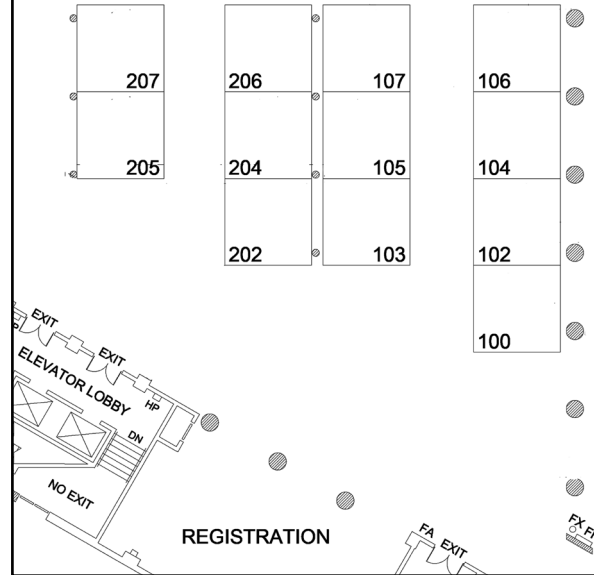 207
206
107
106
205
204
105
104
202
103
102
100
EXIT
EXIT
ELEVATOR LOBBY
HP
DN
NO EXIT
REGISTRATION
FA
EXIT
FX